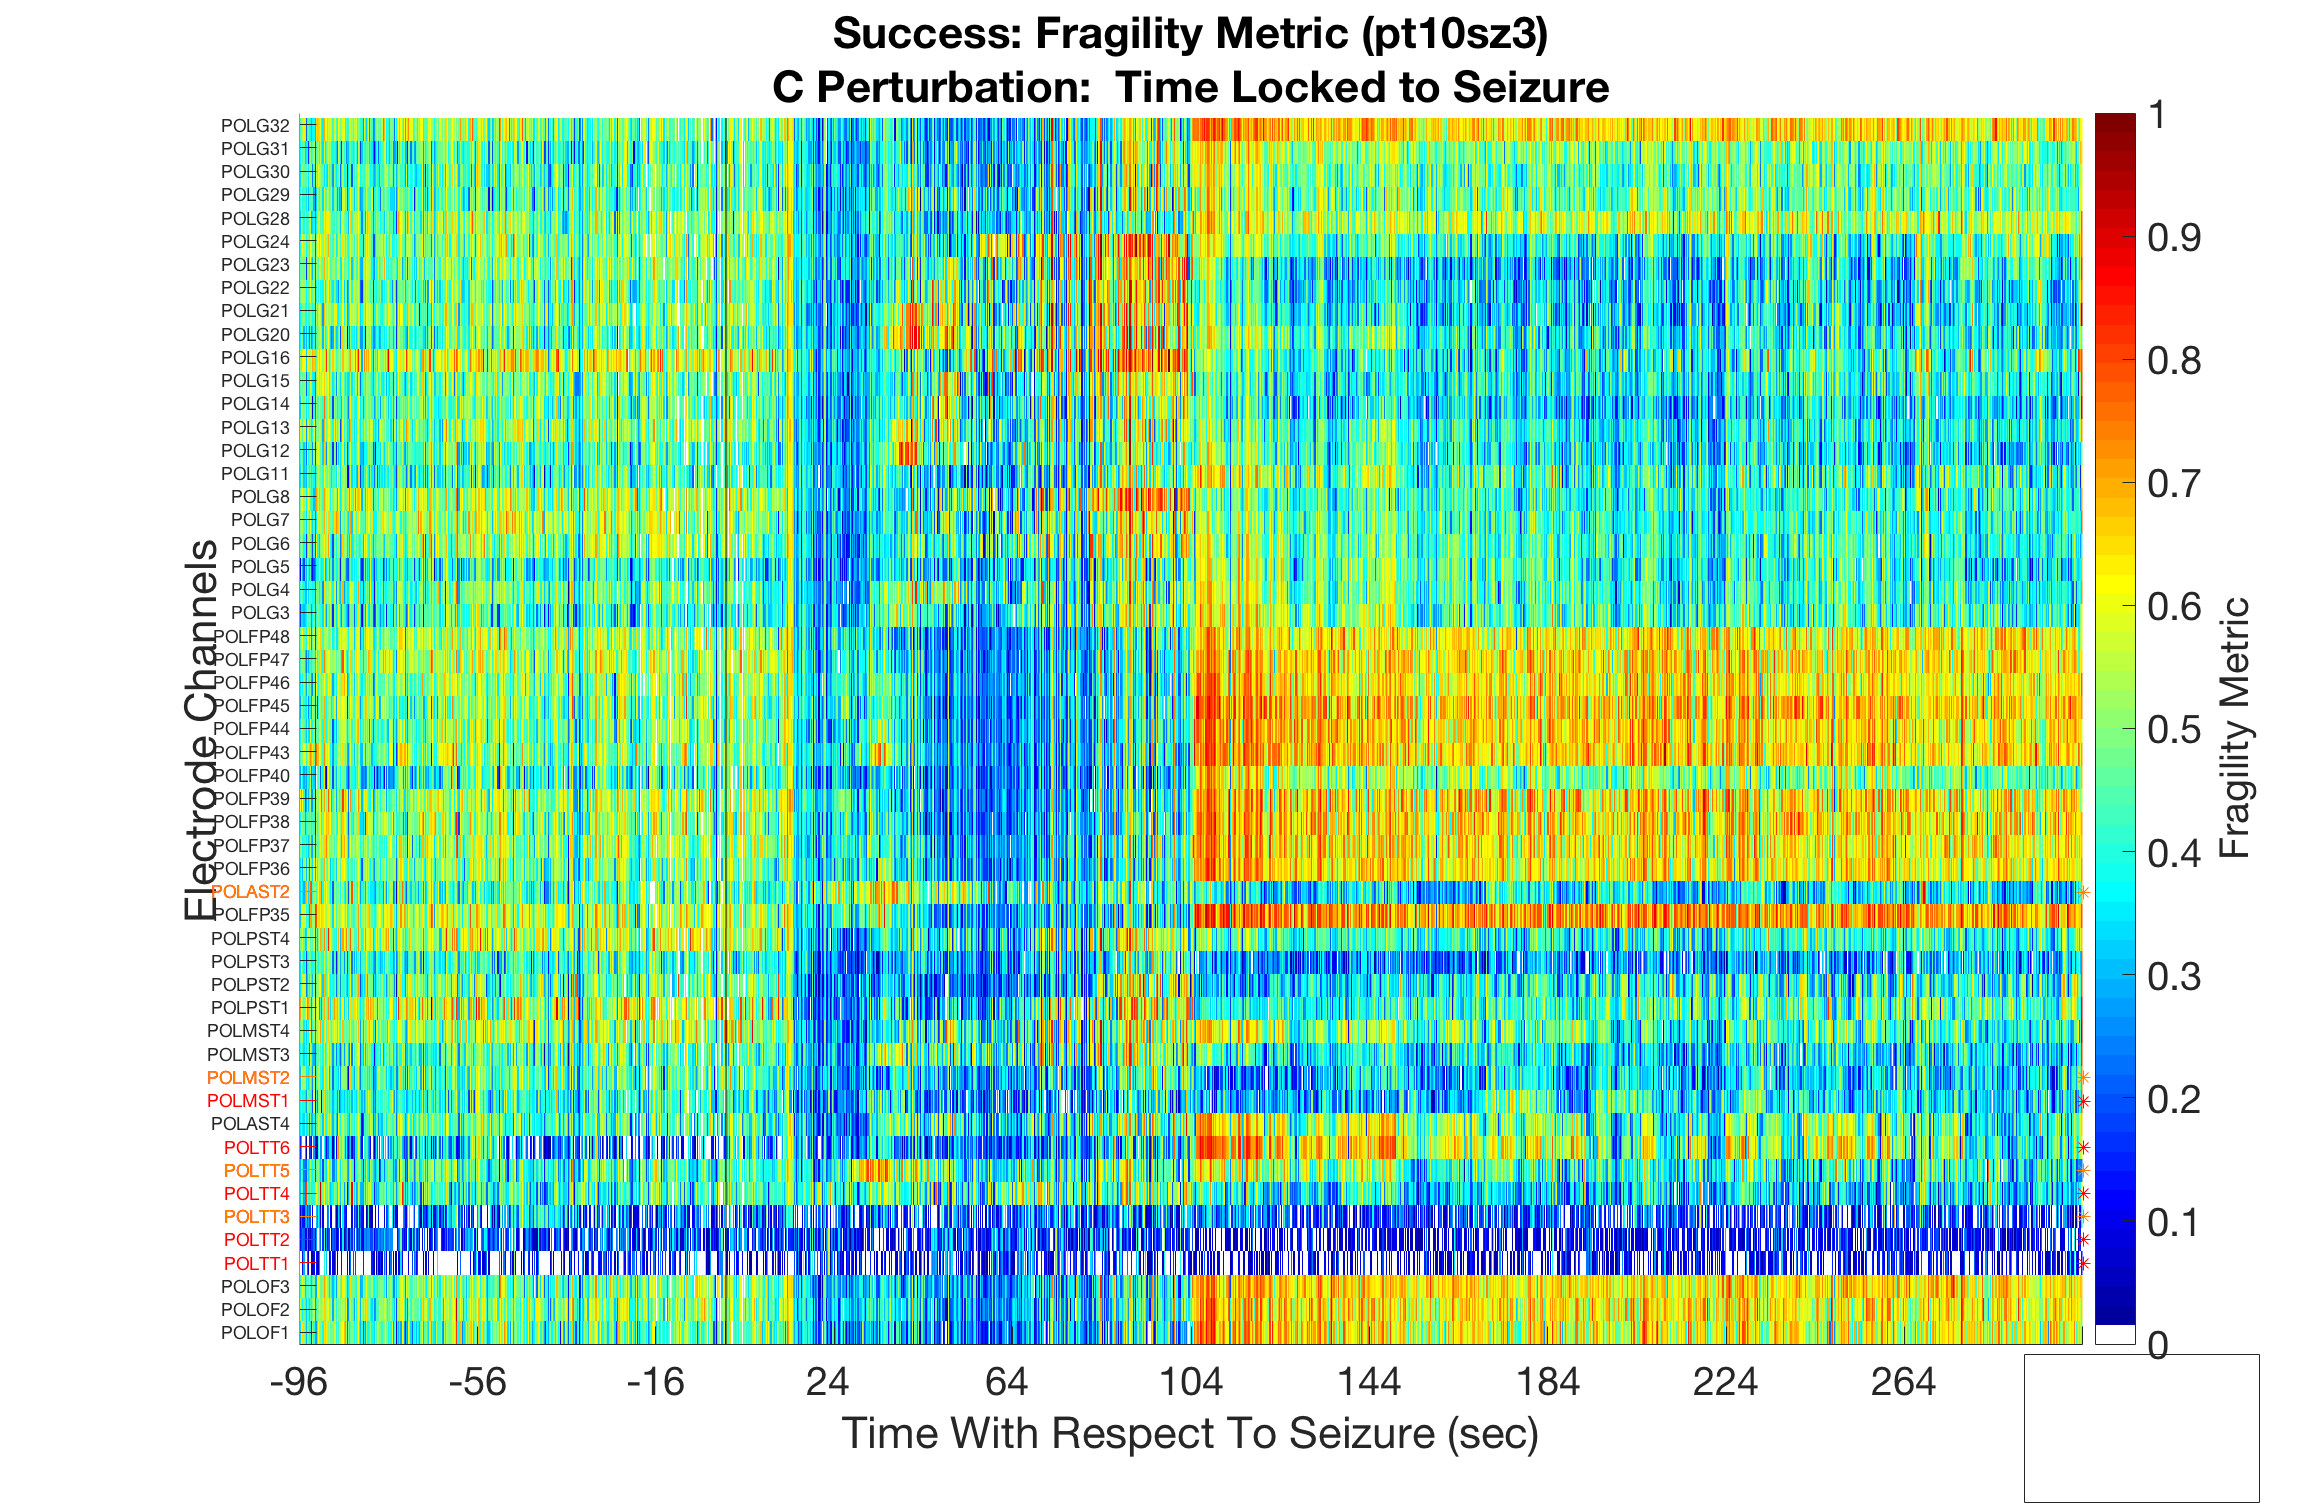 Success: Fragility Metric (pt10sz3)
C Perturbation:  Time Locked to Seizure
Electrode Channels
POLG32
POLG31
POLG30
POLG29
POLG28
POLG24
POLG23
POLG22
POLG21
POLG20
POLG16
POLG15
POLG14
POLG13
POLG12
POLG11
POLG8
POLG7
POLG6
POLG5
POLG4
POLG3
POLFP48
POLFP47
POLFP46
POLFP45
POLFP44
POLFP43
POLFP40
POLFP39
POLFP38
POLFP37
POLFP36
POLAST2
POLFP35
POLPST4
POLPST3
POLPST2
POLPST1
POLMST4
POLMST3
POLMST2
POLMST1
POLAST4
POLTT6
POLTT5
POLTT4
POLTT3
POLTT2
POLTT1
POLOF3
POLOF2
POLOF1
-96 -56 -16 24 64 104 144 184 224 264
Time With Respect To Seizure (sec)
1
0.9
0.8
0.7
0.6
0.5
0.4
0.3
0.2
0.1
0
Fragility Metric